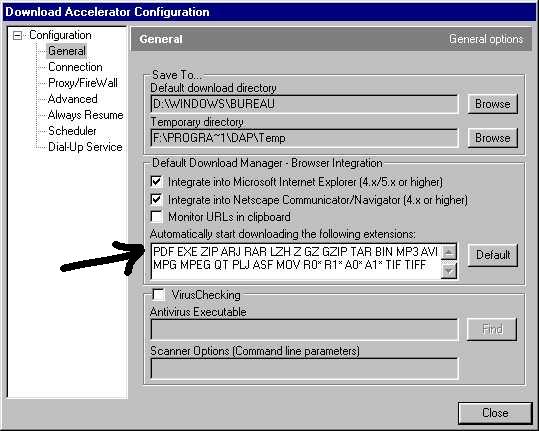 Download Accelerator Configuration
Configuration
General
Connection
Proxy/FireWall
Advanced
Always Resume
Scheduler
Dial-Up Service
General
General options
Save To...
Default download directory
D:\WINDOWS\BUREAU
Browse
Temporary directory
F:\PROGRA~1\DAP\Temp
Browse
Default Download Manager - Browser Integration
Integrate into Microsoft Internet Explorer (4.x/5.x or higher)
Integrate into Netscape Communicator/Navigator (4.x or higher)
Monitor URLs in clipboard
Automatically start downloading the following extensions:
PDF EXE ZIP ARJ RAR LZH Z GZ GZIP TAR BIN MP3 AVI
MPG MPEG QT PLJ ASF MOV R0* R1* A0* A1* TIF TIFF
Default
VirusChecking
Antivirus Executable
Find
Scanner Options (Command line parameters)
Close